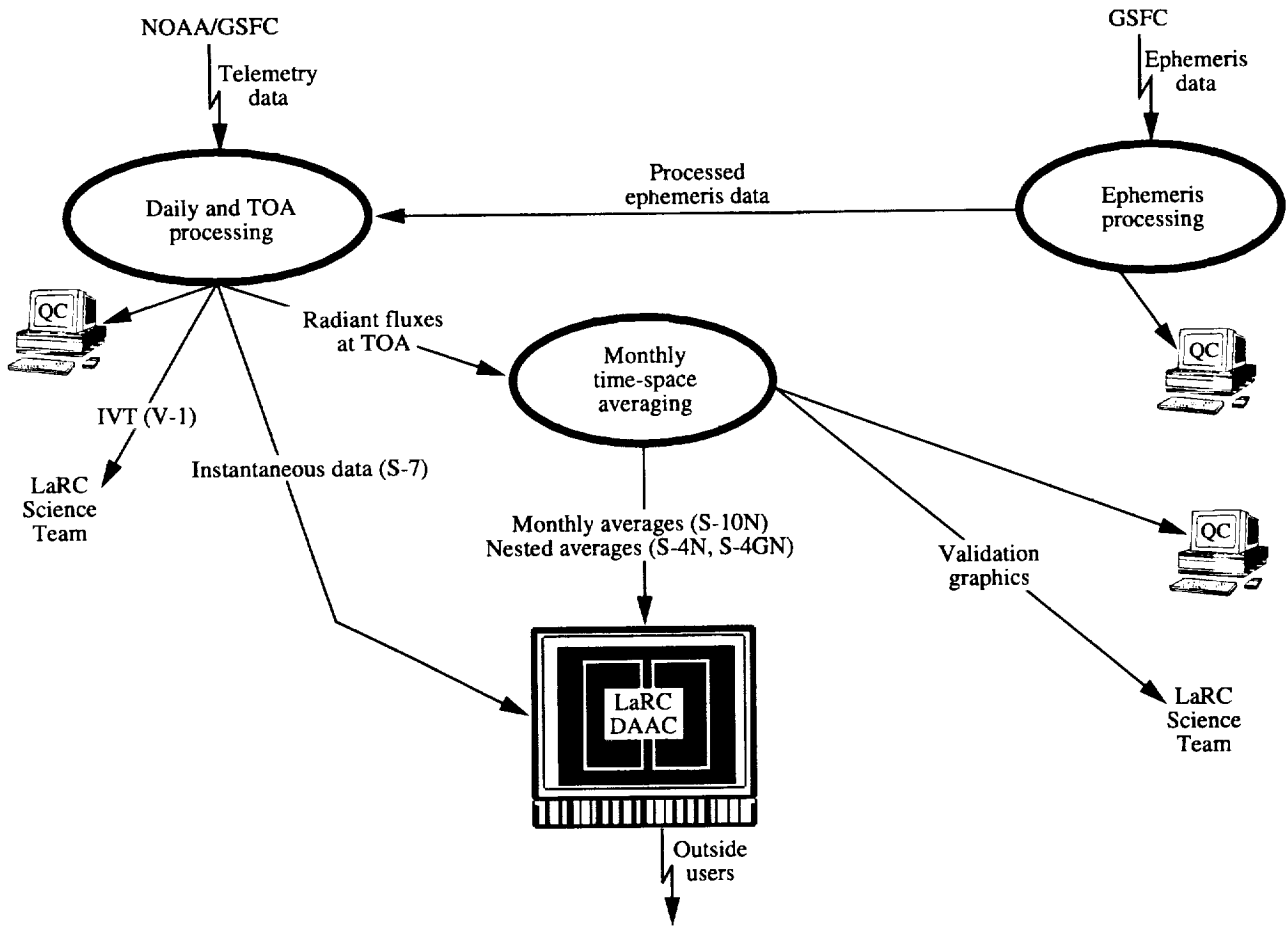 NOAA/GSFC
GSFC
Telemetry
data
Ephemeris
data
Processed
ephemeris data
Daily and TOA
processing
Ephemeris
processing
QC
Radiant fluxes
at TOA
Monthly
time-space
averaging
QC
IVT (V-1)
Instantaneous data (S-7)
LaRC
Science
Team
Monthly averages (S-10N)
Nested averages (S-4N, S-4GN)
QC
Validation
graphics
LaRC
DAAC
LaRC
Science
Team
Outside
users